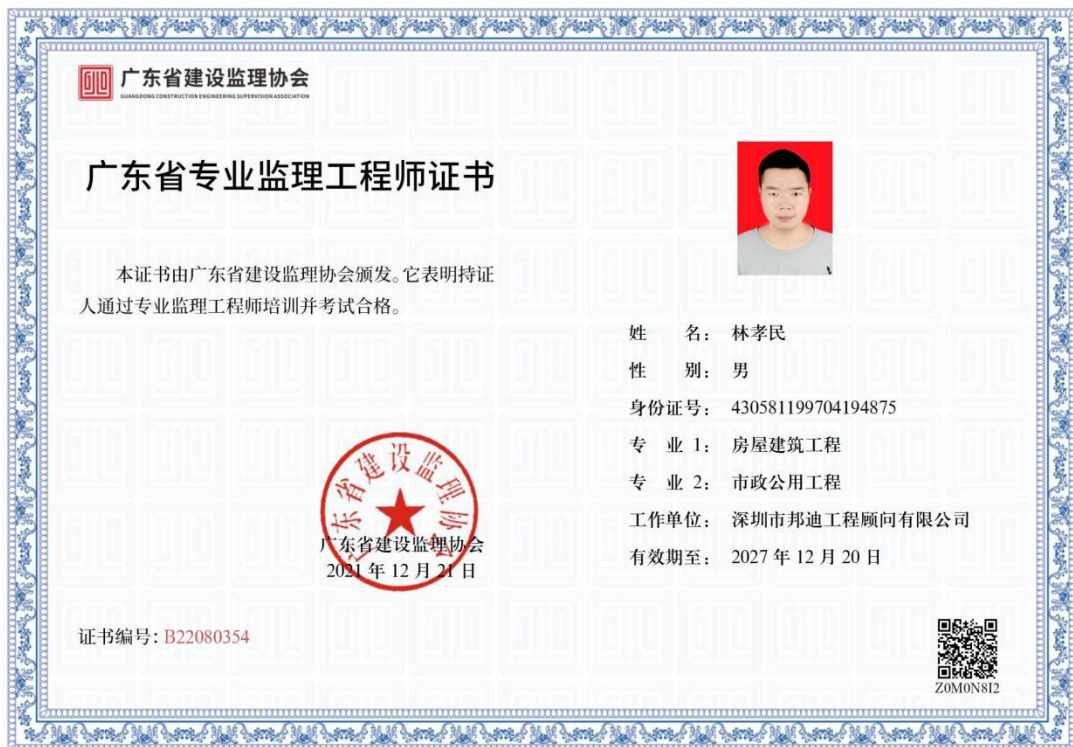 广东省建设监理协会
GUANGDONG CONSTRUCTION ENGINEERING SUPERVISION ASSOCIATION
广东省专业监理工程师证书
本证书由广东省建设监理协会颁发。它表明持证
人通过专业监理工程师培训并考试合格。
姓 名： 林孝民
性 别： 男
身份证号： 430581199704194875
专 业 1： 房屋建筑工程
专 业 2： 市政公用工程
工作单位： 深圳市邦迪工程顾问有限公司
有效期至： 2027 年 12 月 20 日
广东省建设监理协会
广东省建设监理协会
2021 年 12 月 21 日
证书编号：B22080354
Z0M0N8I2